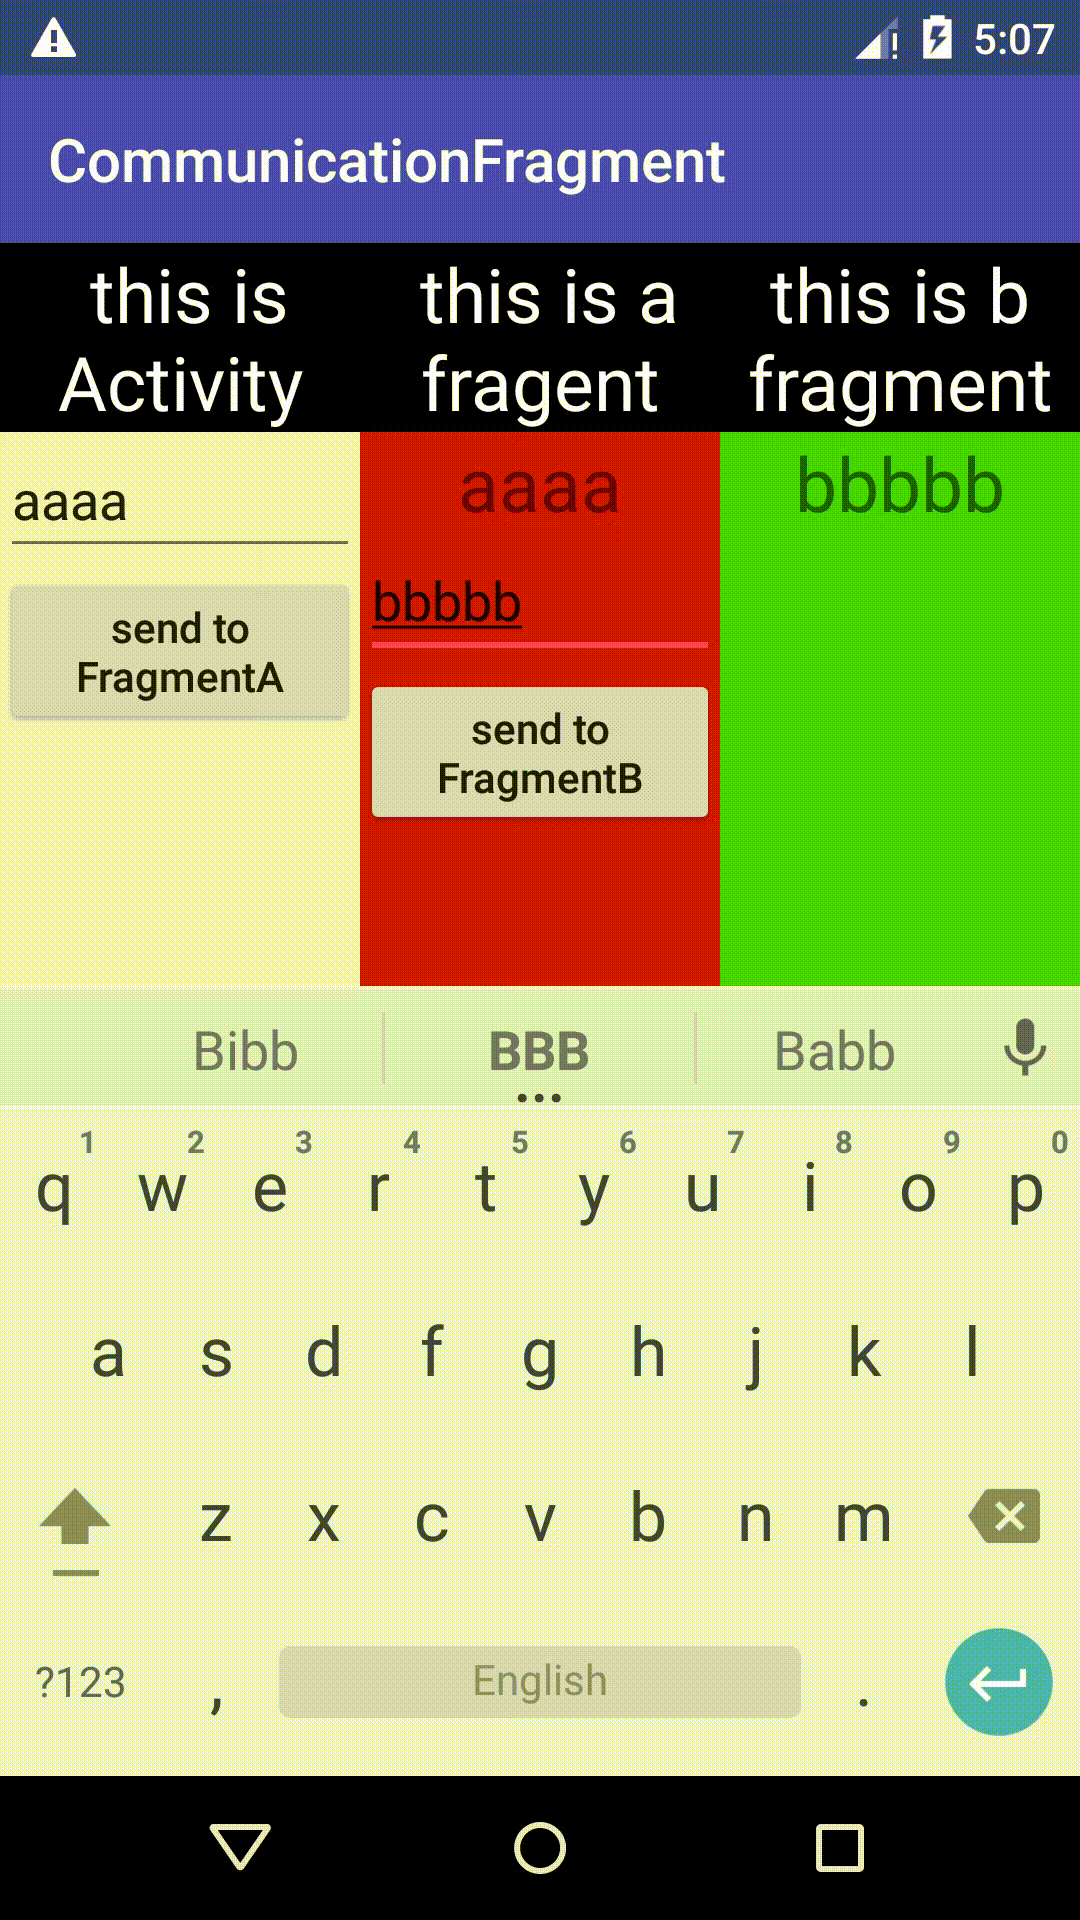 5:07
CommunicationFragment
this is
Activity
this is a
fragent
this is b
fragment
aaaa
send to
FragmentA
aaaa
bbbbb
send to
FragmentB
bbbbb
Bibb BBB Babb
1 2 3 4 5 6 7 8 9 0
q w e r t y u i o p
a s d f g h j k l
z x c v b n m
?123 , English .